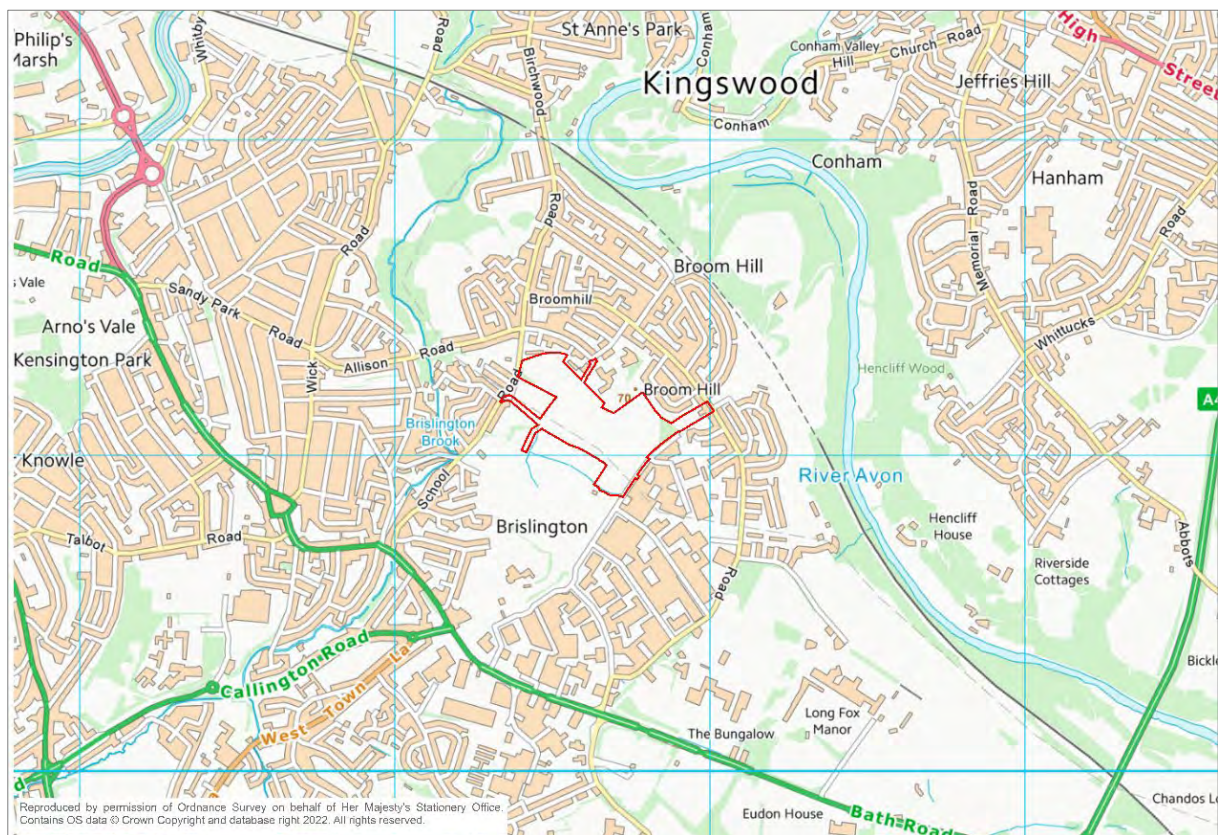 Philip's
Marsh
Whitby
Road
Birchwood
St Anne's Park
Conham
Conham Valley
Hill
Church Road
High
Street
Kingswood
Jeffries Hill
Conham
Conham
Hanham
Memorial Road
Road
Road
Road
Broom Hill
Road
s Vale
Sandy Park
Road
Broomhill
Arno's Vale
Kensington Park
Wick
Allison Road
Whittucks
Hencliff Wood
Road
70
Broom Hill
A4
Brislington
Brook
Knowle
School
River Avon
Brislington
Hencliff
House
Talbot Road
Abbots
Riverside
Cottages
Road
Callington Road
West Town La
Long Fox
Manor
The Bungalow
Bickle
d
Chandos Lo
Eudon House
Bath Road
Reproduced by permission of Ordnance Survey on behalf of Her Majesty's Stationery Office.
Contains OS data © Crown Copyright and database right 2022. All rights reserved.